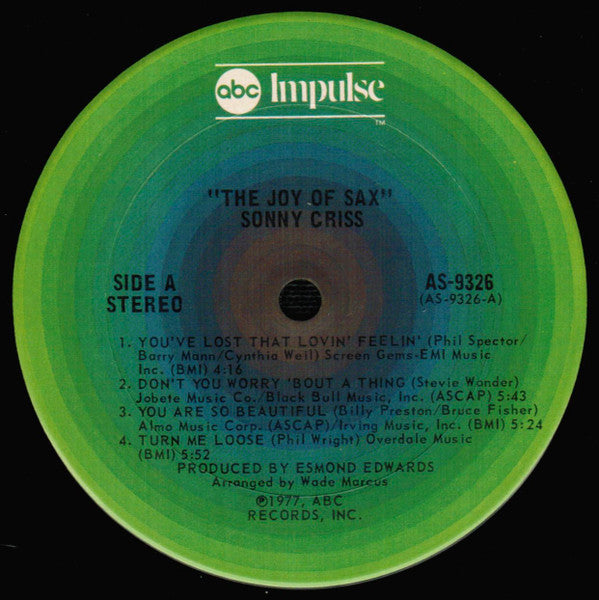 abc Impulse
TM
"THE JOY OF SAX"
SONNY CRISS
SIDE A
STEREO
AS-9326
(AS-9326-A)
1. YOU'VE LOST THAT LOVIN' FEELIN' (Phil Spector/
Barry Mann/Cynthia Weil) Screen Gems-EMI Music
Inc. (BMI) 4:16
2. DON'T YOU WORRY 'BOUT A THING (Stevie Wonder)
Jobete Music Co./Black Bull Music, Inc. (ASCAP) 5:43
3. YOU ARE SO BEAUTIFUL (Billy Preston/Bruce Fisher)
Almo Music Corp. (ASCAP)/Irving Music, Inc. (BMI) 5:24
4. TURN ME LOOSE (Phil Wright) Overdale Music
(BMI) 5:52
PRODUCED BY ESMOND EDWARDS
Arranged by Wade Marcus
℗1977, ABC
RECORDS, INC.